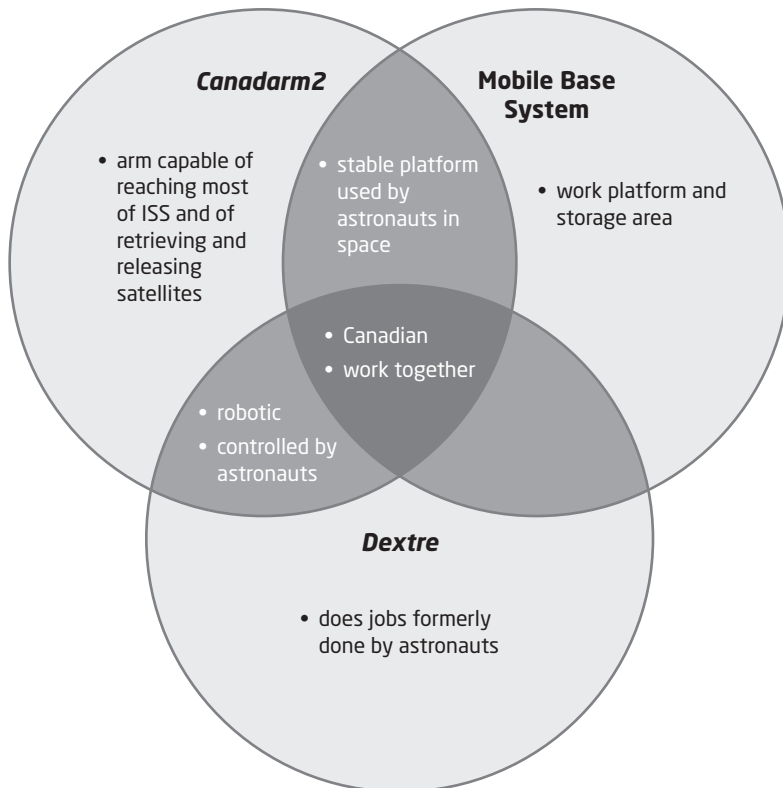 Canadarm2
Mobile Base
System
• arm capable of
reaching most
of ISS and of
retrieving and
releasing
satellites
• stable platform
used by
astronauts in
space
• work platform and
storage area
• Canadian
• work together
• robotic
• controlled by
astronauts
Dextre
• does jobs formerly
done by astronauts